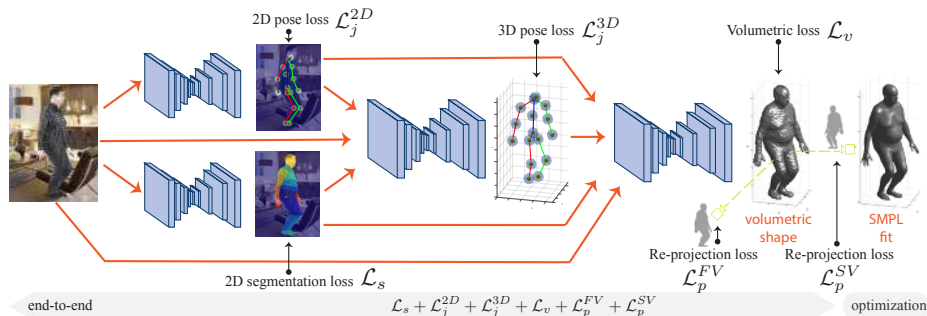 2D pose loss $\mathcal{L}_j^{2D}$
3D pose loss $\mathcal{L}_j^{3D}$
Volumetric loss $\mathcal{L}_v$
volumetric
shape
SMPL
fit
2D segmentation loss $\mathcal{L}_s$
Re-projection loss
$\mathcal{L}_p^{FV}$
Re-projection loss
$\mathcal{L}_p^{SV}$
end-to-end
$\mathcal{L}_s + \mathcal{L}_j^{2D} + \mathcal{L}_j^{3D} + \mathcal{L}_v + \mathcal{L}_p^{FV} + \mathcal{L}_p^{SV}$
optimization